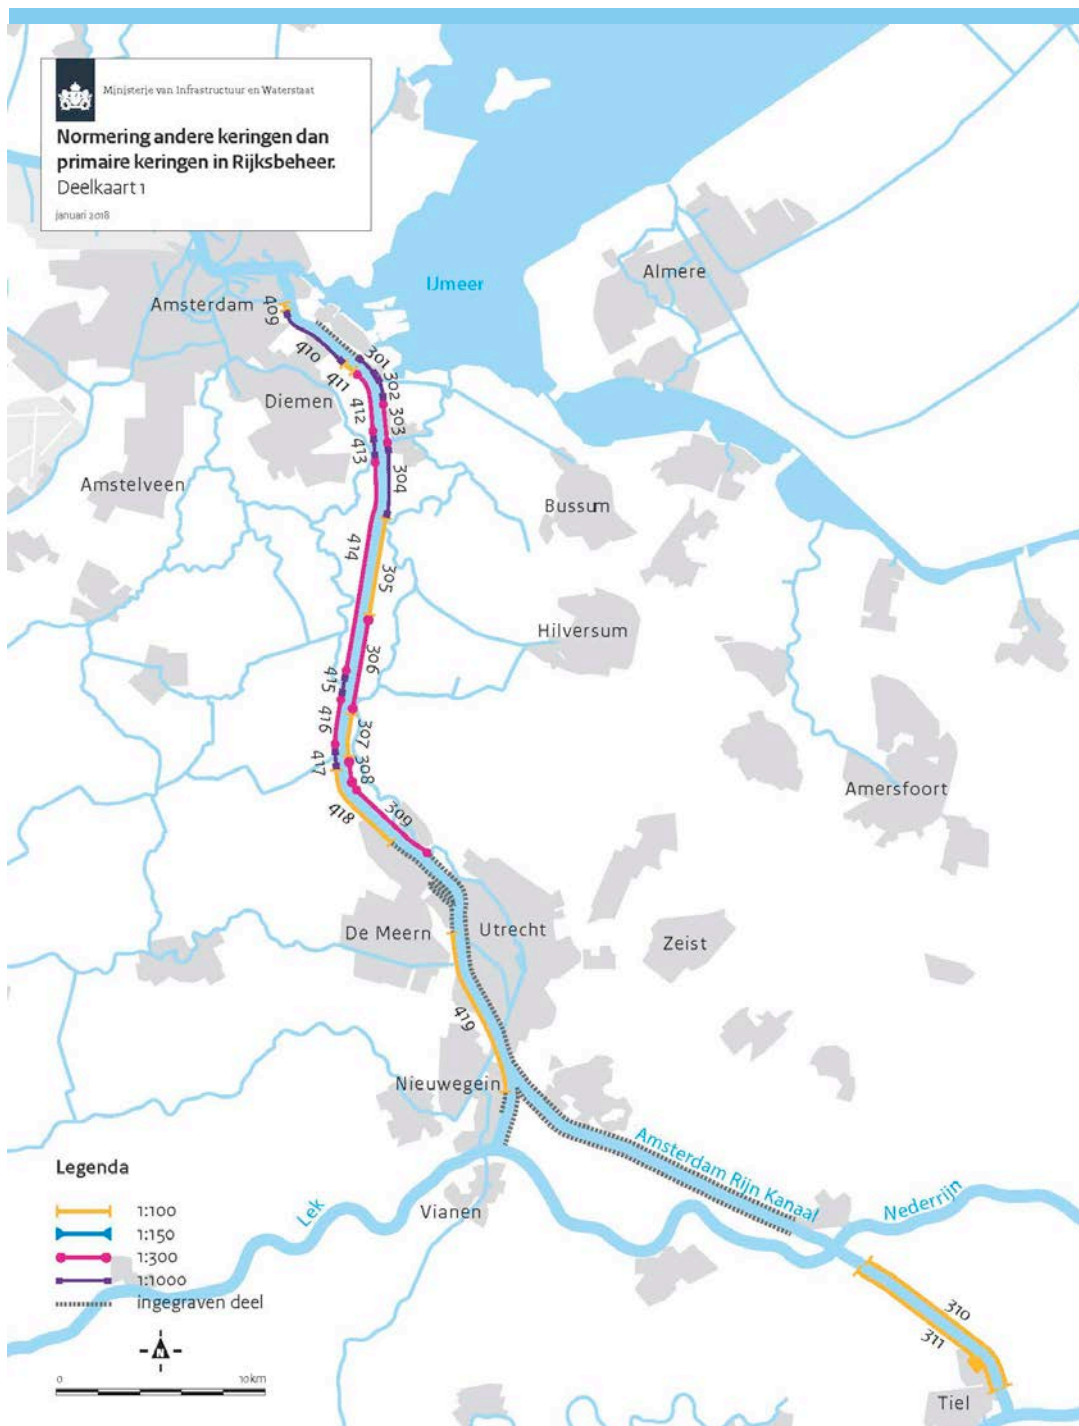 Ministerie van Infrastructuur en Waterstaat
Normering andere keringen dan
primaire keringen in Rijksbeheer.
Deelkaart 1
januari 2018
IJmeer
Almere
Amsterdam
409
410
411
301
302
303
304
412
413
Diemen
Amstelveen
Bussum
414
305
Hilversum
306
415
416
417
307
308
309
418
Amersfoort
De Meern
Utrecht
Zeist
419
Nieuwegein
Amsterdam Rijn Kanaal
Nederrijn
Lek
Vianen
310
311
Tiel
Legenda
1:100
1:150
1:300
1:1000
ingegraven deel
N
0 10km